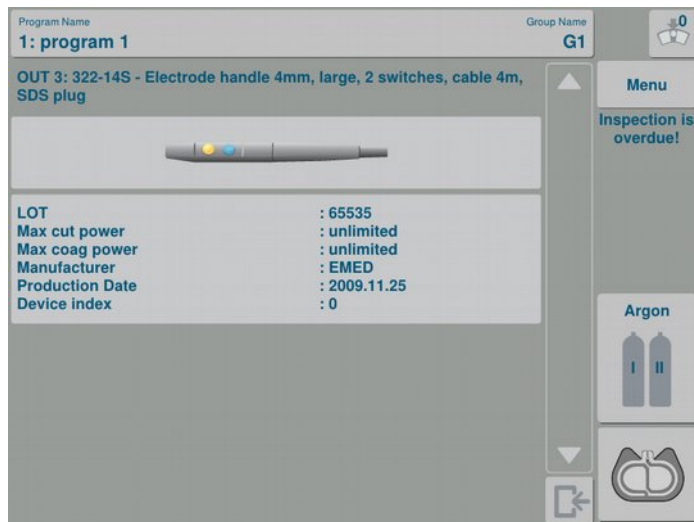 Program Name
1: program 1
Group Name
G1
0
OUT 3: 322-14S - Electrode handle 4mm, large, 2 switches, cable 4m,
SDS plug
Menu
Inspection is
overdue!
LOT : 65535
Max cut power : unlimited
Max coag power : unlimited
Manufacturer : EMED
Production Date : 2009.11.25
Device index : 0
Argon
I II